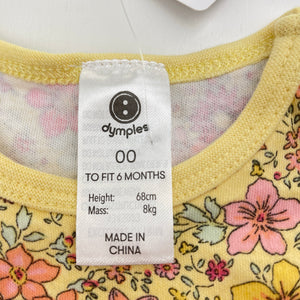 dymples
00
TO FIT 6 MONTHS
Height: 68cm
Mass: 8kg
MADE IN
CHINA